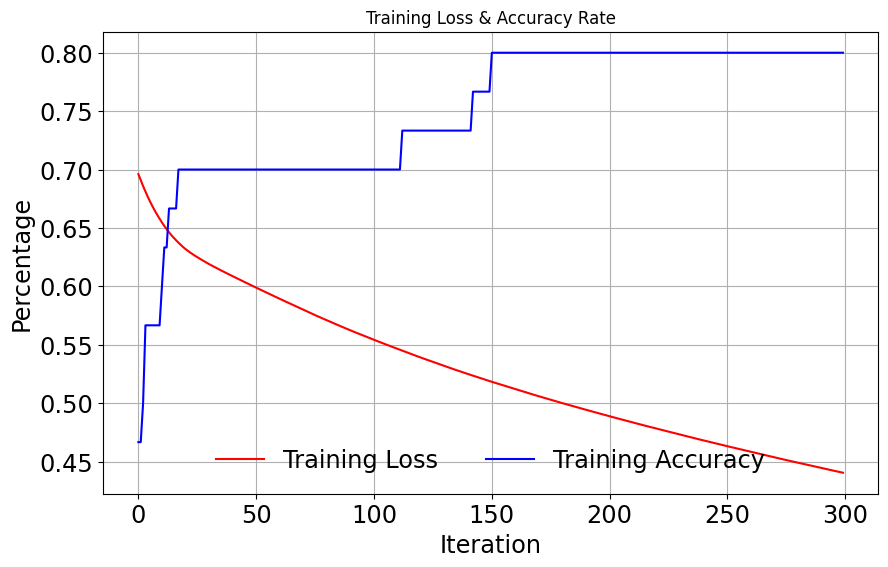 Training Loss & Accuracy Rate
0.80
0.75
0.70
0.65
0.60
0.55
0.50
0.45
Percentage
Training Loss Training Accuracy
0 50 100 150 200 250 300
Iteration